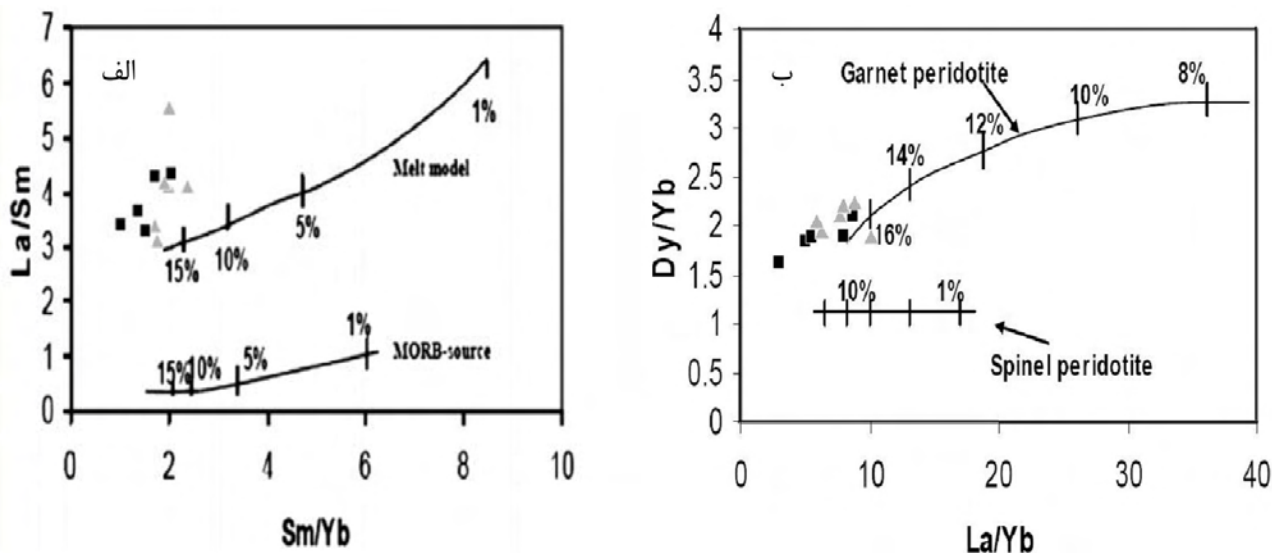 الف
7
6
5
4
3
2
1
0
La/Sm
1%
Melt model
5%
10%
15%
1%
MORB-source
5%
10%
15%
0 2 4 6 8 10
Sm/Yb
ب
4
3.5
3
2.5
2
1.5
1
0.5
0
Dy/Yb
Garnet peridotite
8%
10%
12%
14%
16%
10%
1%
Spinel peridotite
0 10 20 30 40
La/Yb